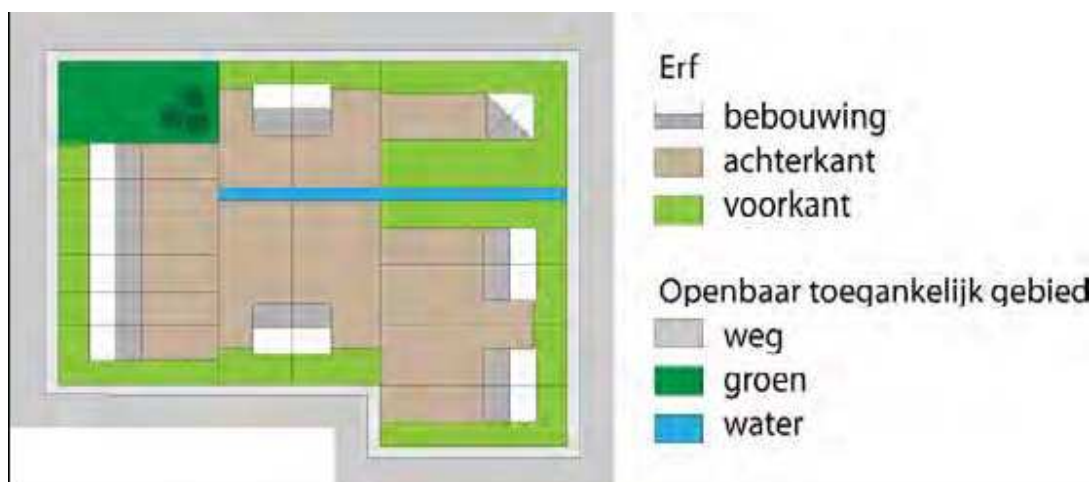 Erf
bebouwing
achterkant
voorkant
Openbaar toegankelijk gebied
weg
groen
water